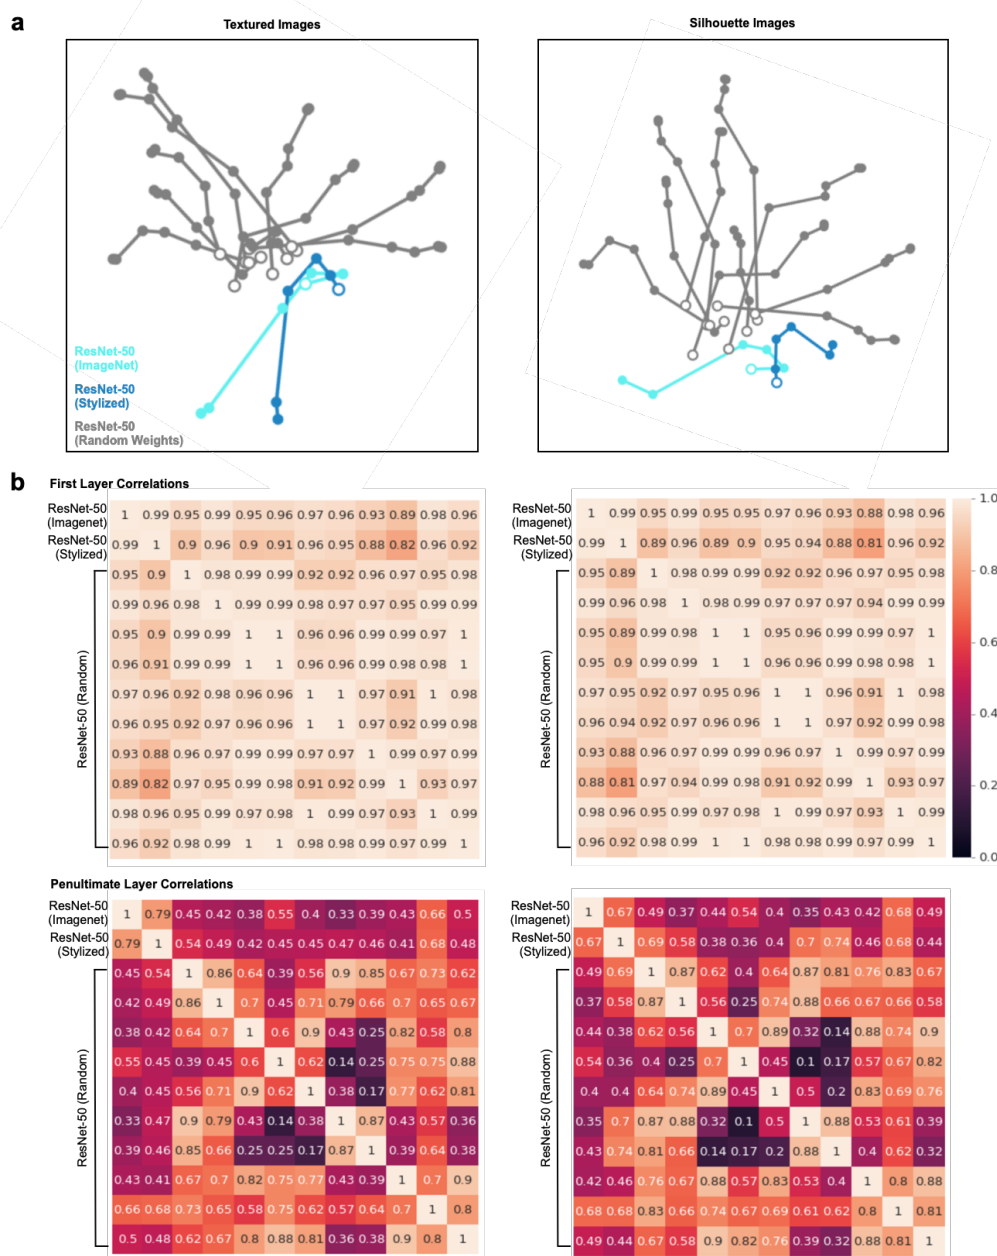 a
Textured Images
Silhouette Images
ResNet-50
(ImageNet)
ResNet-50
(Stylized)
ResNet-50
(Random Weights)
b
First Layer Correlations
ResNet-50
(Imagenet)
1 0.99 0.95 0.99 0.95 0.96 0.97 0.96 0.93 0.89 0.98 0.96
ResNet-50
(Stylized)
0.99 1 0.9 0.96 0.9 0.91 0.96 0.95 0.88 0.82 0.96 0.92
ResNet-50 (Random)
0.95 0.9 1 0.98 0.99 0.99 0.92 0.92 0.96 0.97 0.95 0.98
0.99 0.96 0.98 1 0.99 0.99 0.98 0.97 0.97 0.95 0.99 0.99
0.95 0.9 0.99 0.99 1 1 0.96 0.96 0.99 0.99 0.97 1
0.96 0.91 0.99 0.99 1 1 0.96 0.96 0.99 0.98 0.98 1
0.97 0.96 0.92 0.98 0.96 0.96 1 1 0.97 0.91 1 0.98
0.96 0.95 0.92 0.97 0.96 0.96 1 1 0.97 0.92 0.99 0.98
0.93 0.88 0.96 0.97 0.99 0.99 0.97 0.97 1 0.99 0.97 0.99
0.89 0.82 0.97 0.95 0.99 0.98 0.91 0.92 0.99 1 0.93 0.97
0.98 0.96 0.95 0.99 0.97 0.98 1 0.99 0.97 0.93 1 0.99
0.96 0.92 0.98 0.99 1 1 0.98 0.98 0.99 0.97 0.99 1
ResNet-50
(Imagenet)
1 0.99 0.95 0.99 0.95 0.95 0.97 0.96 0.93 0.88 0.98 0.96
ResNet-50
(Stylized)
0.99 1 0.89 0.96 0.89 0.9 0.95 0.94 0.88 0.81 0.96 0.92
ResNet-50 (Random)
0.95 0.89 1 0.98 0.99 0.99 0.92 0.92 0.96 0.97 0.95 0.98
0.99 0.96 0.98 1 0.98 0.99 0.97 0.97 0.97 0.94 0.99 0.99
0.95 0.89 0.99 0.98 1 1 0.95 0.96 0.99 0.99 0.97 1
0.95 0.9 0.99 0.99 1 1 0.96 0.96 0.99 0.98 0.98 1
0.97 0.95 0.92 0.97 0.95 0.96 1 1 0.96 0.91 1 0.98
0.96 0.94 0.92 0.97 0.96 0.96 1 1 0.97 0.92 0.99 0.98
0.93 0.88 0.96 0.97 0.99 0.99 0.96 0.97 1 0.99 0.97 0.99
0.88 0.81 0.97 0.94 0.99 0.98 0.91 0.92 0.99 1 0.93 0.97
0.98 0.96 0.95 0.99 0.97 0.98 1 0.99 0.97 0.93 1 0.99
0.96 0.92 0.98 0.99 1 1 0.98 0.98 0.99 0.97 0.99 1
1.0
0.8
0.6
0.4
0.2
0.0
Penultimate Layer Correlations
ResNet-50
(Imagenet)
1 0.79 0.45 0.42 0.38 0.55 0.4 0.33 0.39 0.43 0.66 0.5
ResNet-50
(Stylized)
0.79 1 0.54 0.49 0.42 0.45 0.45 0.47 0.46 0.41 0.68 0.48
ResNet-50 (Random)
0.45 0.54 1 0.86 0.64 0.39 0.56 0.9 0.85 0.67 0.73 0.62
0.42 0.49 0.86 1 0.7 0.45 0.71 0.79 0.66 0.7 0.65 0.67
0.38 0.42 0.64 0.7 1 0.6 0.9 0.43 0.25 0.82 0.58 0.8
0.55 0.45 0.39 0.45 0.6 1 0.62 0.14 0.25 0.75 0.75 0.88
0.4 0.45 0.56 0.71 0.9 0.62 1 0.38 0.17 0.77 0.62 0.81
0.33 0.47 0.9 0.79 0.43 0.14 0.38 1 0.87 0.43 0.57 0.36
0.39 0.46 0.85 0.66 0.25 0.25 0.17 0.87 1 0.39 0.64 0.38
0.43 0.41 0.67 0.7 0.82 0.75 0.77 0.43 0.39 1 0.7 0.9
0.66 0.68 0.73 0.65 0.58 0.75 0.62 0.57 0.64 0.7 1 0.8
0.5 0.48 0.62 0.67 0.8 0.88 0.81 0.36 0.38 0.9 0.8 1
ResNet-50
(Imagenet)
1 0.67 0.49 0.37 0.44 0.54 0.4 0.35 0.43 0.42 0.68 0.49
ResNet-50
(Stylized)
0.67 1 0.69 0.58 0.38 0.36 0.4 0.7 0.74 0.46 0.68 0.44
ResNet-50 (Random)
0.49 0.69 1 0.87 0.62 0.4 0.64 0.87 0.81 0.76 0.83 0.67
0.37 0.58 0.87 1 0.56 0.25 0.74 0.88 0.66 0.67 0.66 0.58
0.44 0.38 0.62 0.56 1 0.7 0.89 0.32 0.14 0.88 0.74 0.9
0.54 0.36 0.4 0.25 0.7 1 0.45 0.1 0.17 0.57 0.67 0.82
0.4 0.4 0.64 0.74 0.89 0.45 1 0.5 0.2 0.83 0.69 0.76
0.35 0.7 0.87 0.88 0.32 0.1 0.5 1 0.88 0.53 0.61 0.39
0.43 0.74 0.81 0.66 0.14 0.17 0.2 0.88 1 0.4 0.62 0.32
0.42 0.46 0.76 0.67 0.88 0.57 0.83 0.53 0.4 1 0.8 0.88
0.68 0.68 0.83 0.66 0.74 0.67 0.69 0.61 0.62 0.8 1 0.81
0.49 0.44 0.67 0.58 0.9 0.82 0.76 0.39 0.32 0.88 0.81 1